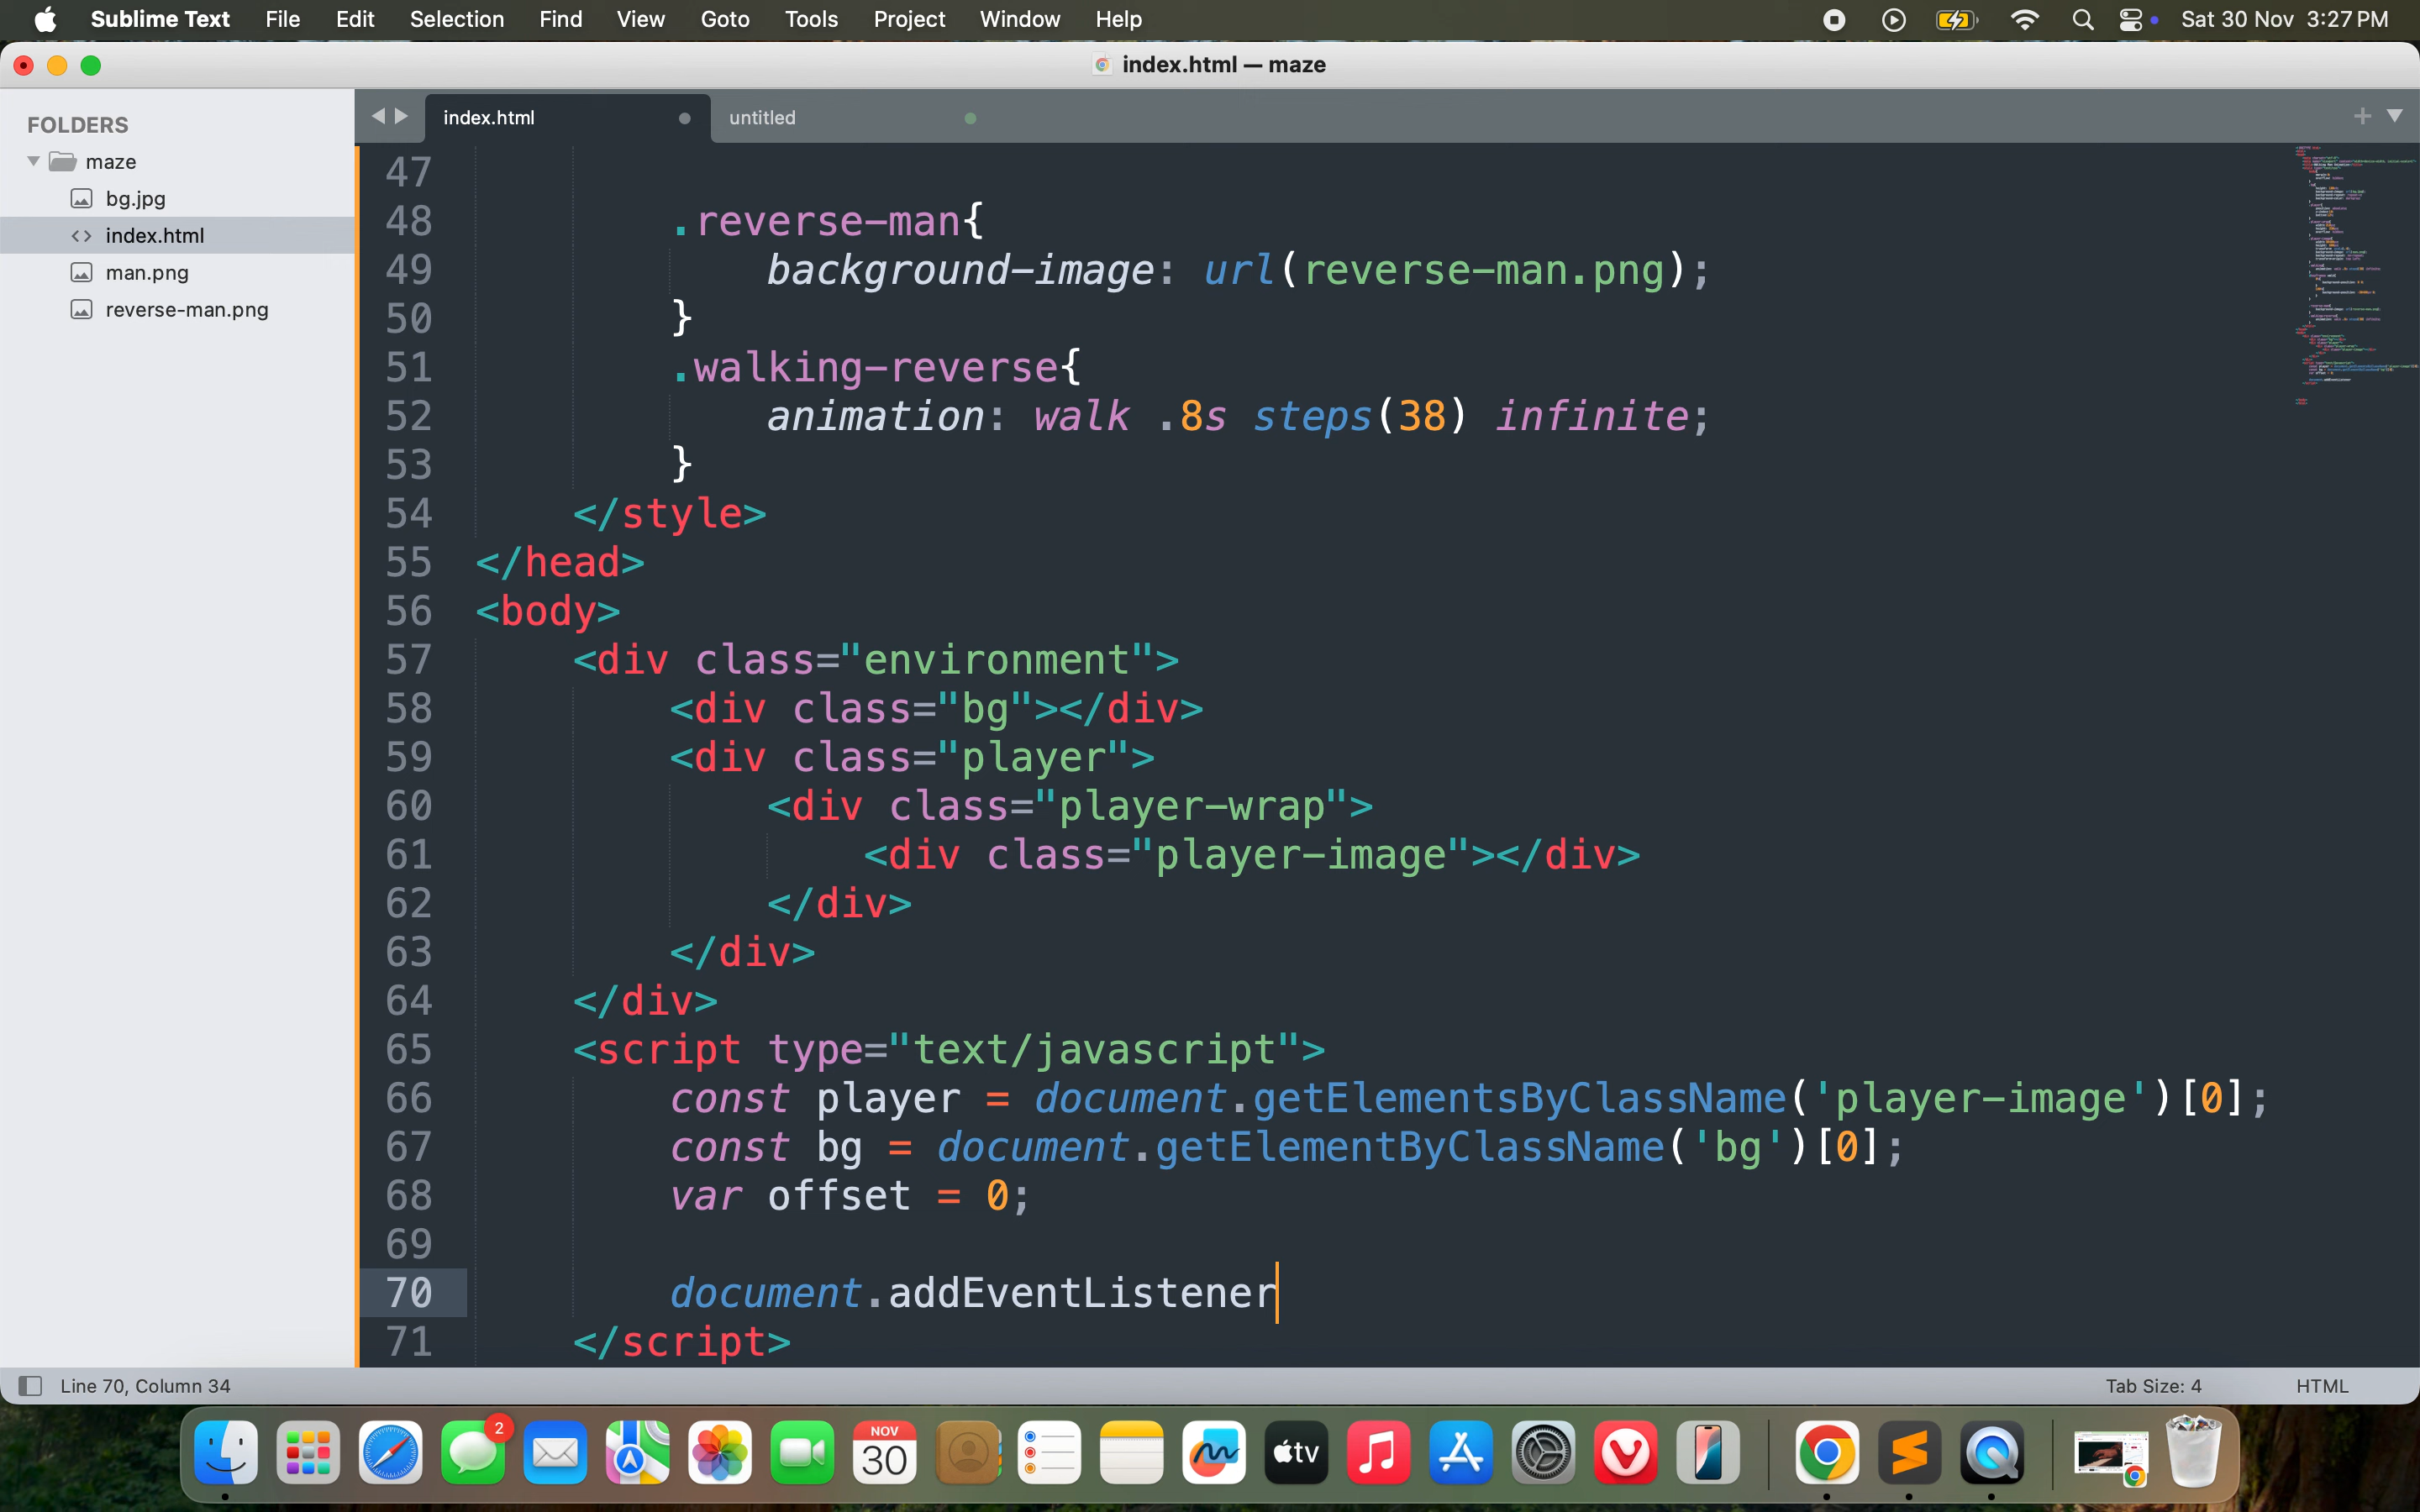 Sublime Text File Edit Selection Find View Goto Tools Project Window Help Sat 30 Nov 3:27 PM
index.html — maze
FOLDERS
maze
bg.jpg
index.html
man.png
reverse-man.png
index.html untitled
47
48 .reverse-man{
49 background-image: url(reverse-man.png);
50 }
51 .walking-reverse{
52 animation: walk .8s steps(38) infinite;
53 }
54 </style>
55 </head>
56 <body>
57 <div class="environment">
58 <div class="bg"></div>
59 <div class="player">
60 <div class="player-wrap">
61 <div class="player-image"></div>
62 </div>
63 </div>
64 </div>
65 <script type="text/javascript">
66 const player = document.getElementsByClassName('player-image')[0];
67 const bg = document.getElementByClassName('bg')[0];
68 var offset = 0;
69
70 document.addEventListener
71 </script>
Line 70, Column 34 Tab Size: 4 HTML
2
NOV
30
tv